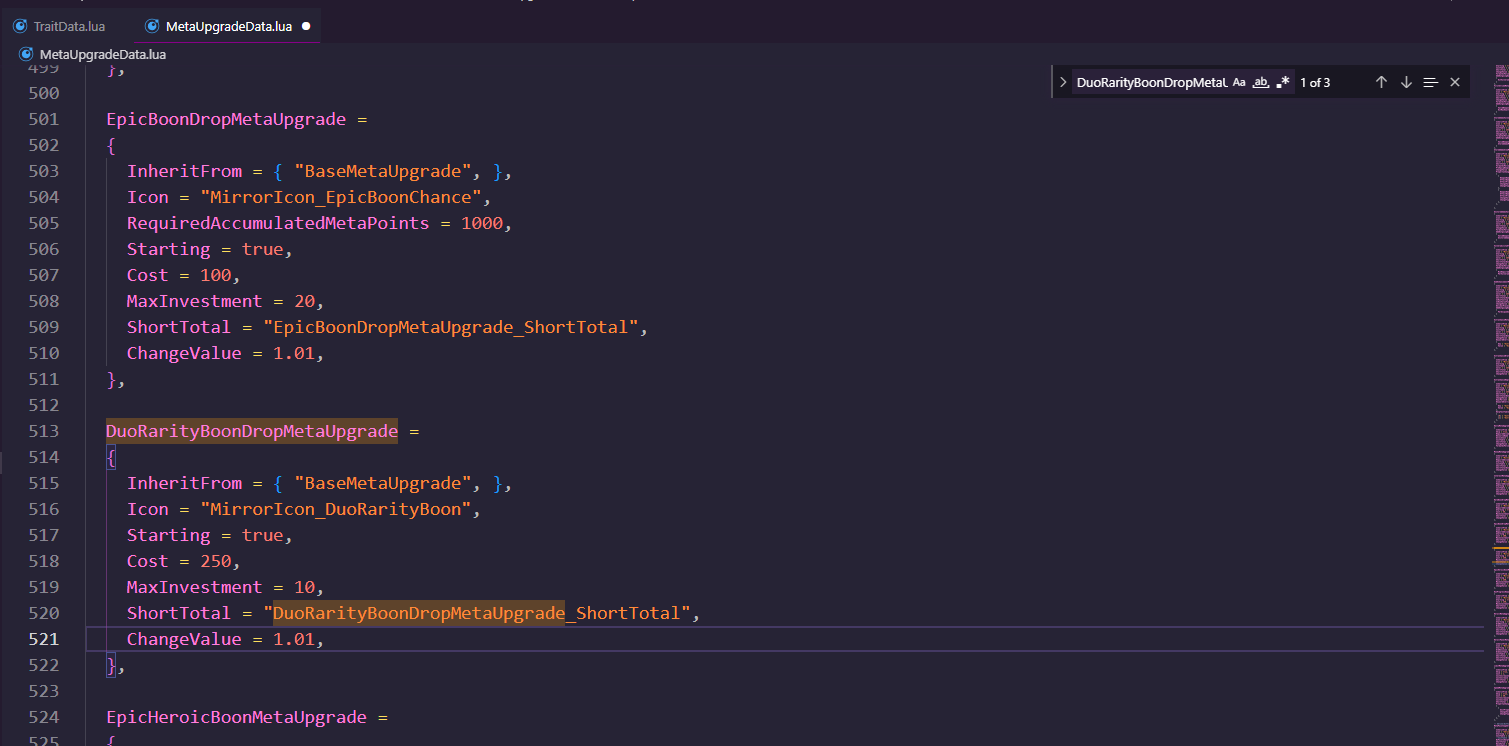 TraitData.lua
MetaUpgradeData.lua
MetaUpgradeData.lua
DuoRarityBoonDropMetaU Aa ab .* 1 of 3
499 },
500
501 EpicBoonDropMetaUpgrade =
502 {
503 InheritFrom = { "BaseMetaUpgrade", },
504 Icon = "MirrorIcon_EpicBoonChance",
505 RequiredAccumulatedMetaPoints = 1000,
506 Starting = true,
507 Cost = 100,
508 MaxInvestment = 20,
509 ShortTotal = "EpicBoonDropMetaUpgrade_ShortTotal",
510 ChangeValue = 1.01,
511 },
512
513 DuoRarityBoonDropMetaUpgrade =
514 {
515 InheritFrom = { "BaseMetaUpgrade", },
516 Icon = "MirrorIcon_DuoRarityBoon",
517 Starting = true,
518 Cost = 250,
519 MaxInvestment = 10,
520 ShortTotal = "DuoRarityBoonDropMetaUpgrade_ShortTotal",
521 ChangeValue = 1.01,
522 },
523
524 EpicHeroicBoonMetaUpgrade =
525 {